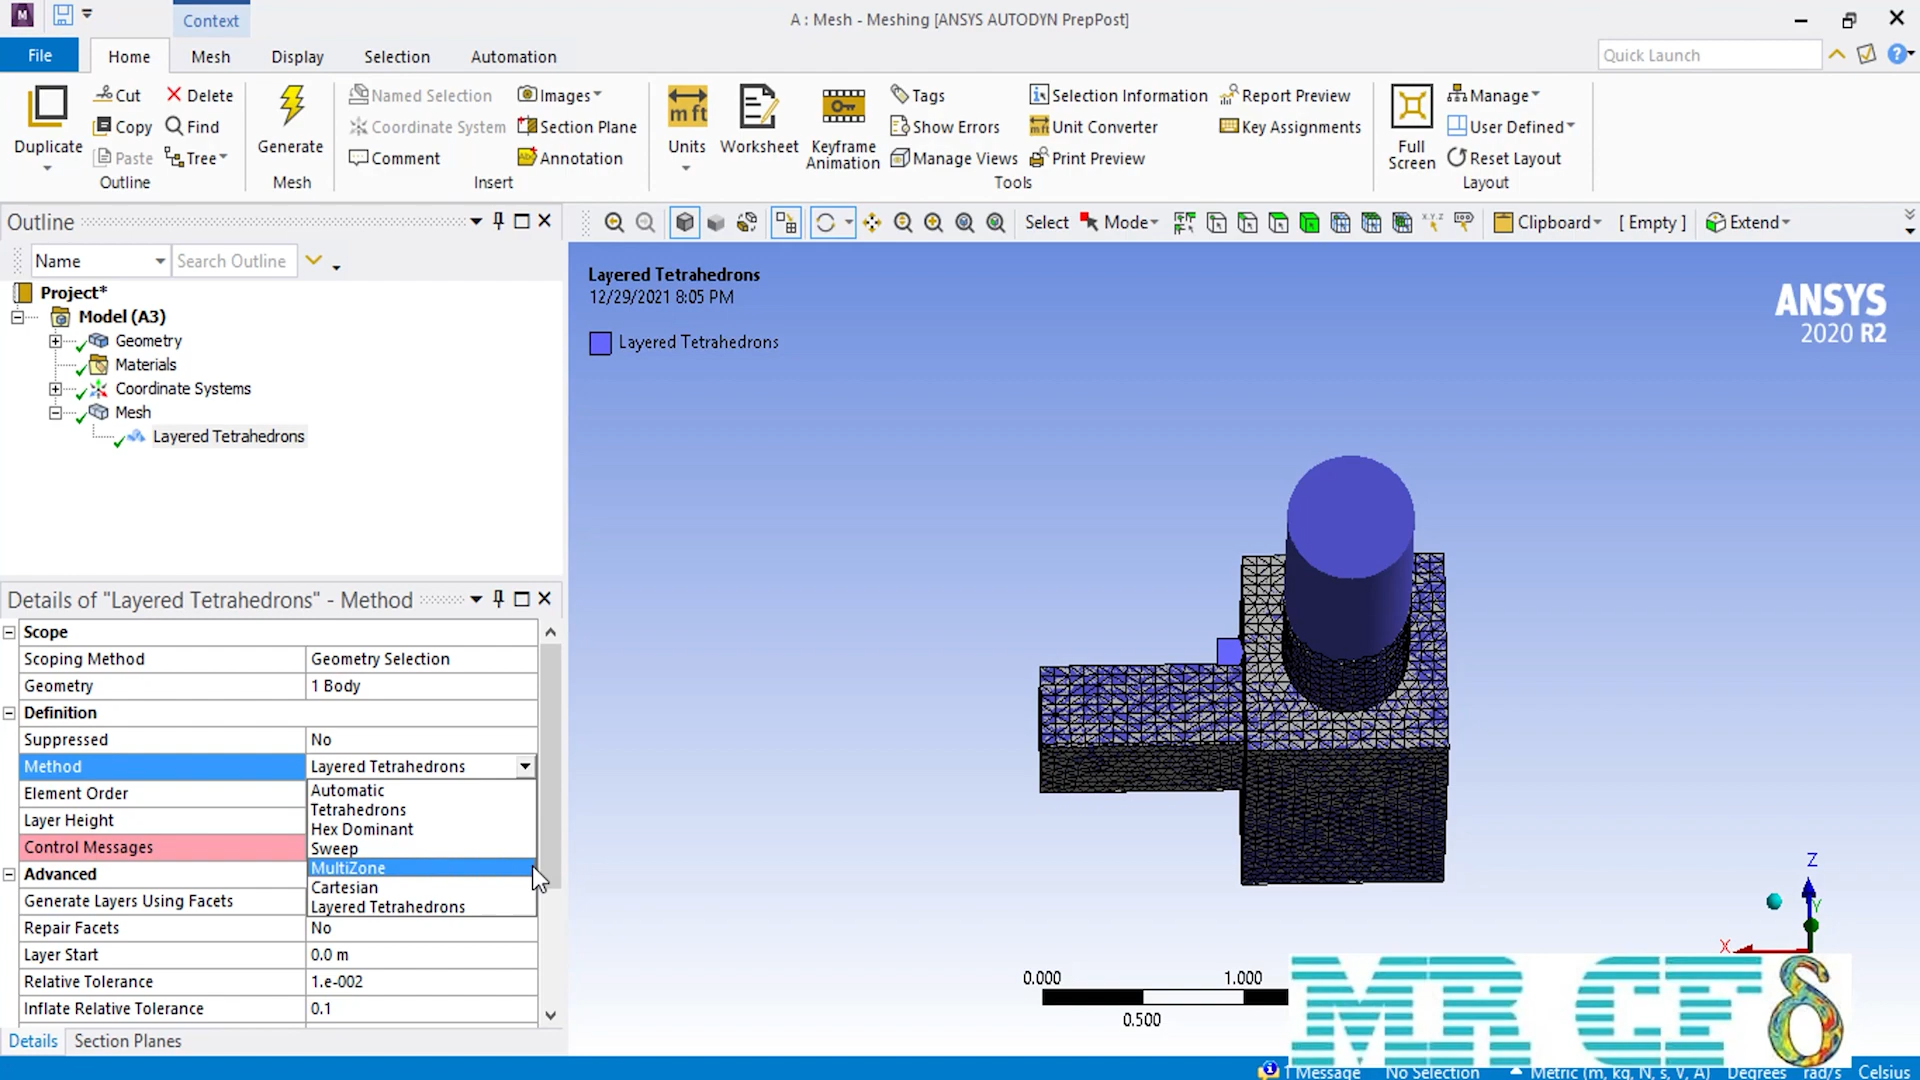 Context
A : Mesh - Meshing [ANSYS AUTODYN PrepPost]
File Home Mesh Display Selection Automation Quick Launch
Duplicate
Cut
Copy
Paste
Delete
Find
Tree
Outline
Generate
Mesh
Named Selection
Coordinate System
Comment
Images
Section Plane
Annotation
Insert
mft
Units
Worksheet
Keyframe
Animation
Tags
Show Errors
Manage Views
Selection Information
Unit Converter
Print Preview
Report Preview
Key Assignments
Tools
Full
Screen
Manage
User Defined
Reset Layout
Layout
Outline
Select Mode Clipboard [ Empty ] Extend
Name Search Outline
Project*
Model (A3)
Geometry
Materials
Coordinate Systems
Mesh
Layered Tetrahedrons
Layered Tetrahedrons
12/29/2021 8:05 PM
Layered Tetrahedrons
ANSYS
2020 R2
Details of "Layered Tetrahedrons" - Method
Scope
Scoping Method Geometry Selection
Geometry 1 Body
Definition
Suppressed No
Method Layered Tetrahedrons
Element Order
Layer Height
Control Messages
Automatic
Tetrahedrons
Hex Dominant
Sweep
MultiZone
Cartesian
Layered Tetrahedrons
Advanced
Generate Layers Using Facets
Repair Facets No
Layer Start 0.0 m
Relative Tolerance 1.e-002
Inflate Relative Tolerance 0.1
Details Section Planes
0.000 1.000
0.500
Z
Y
X
MR CFδ
1 Message No Selection Metric (m, kg, N, s, V, A) Degrees rad/s Celsius